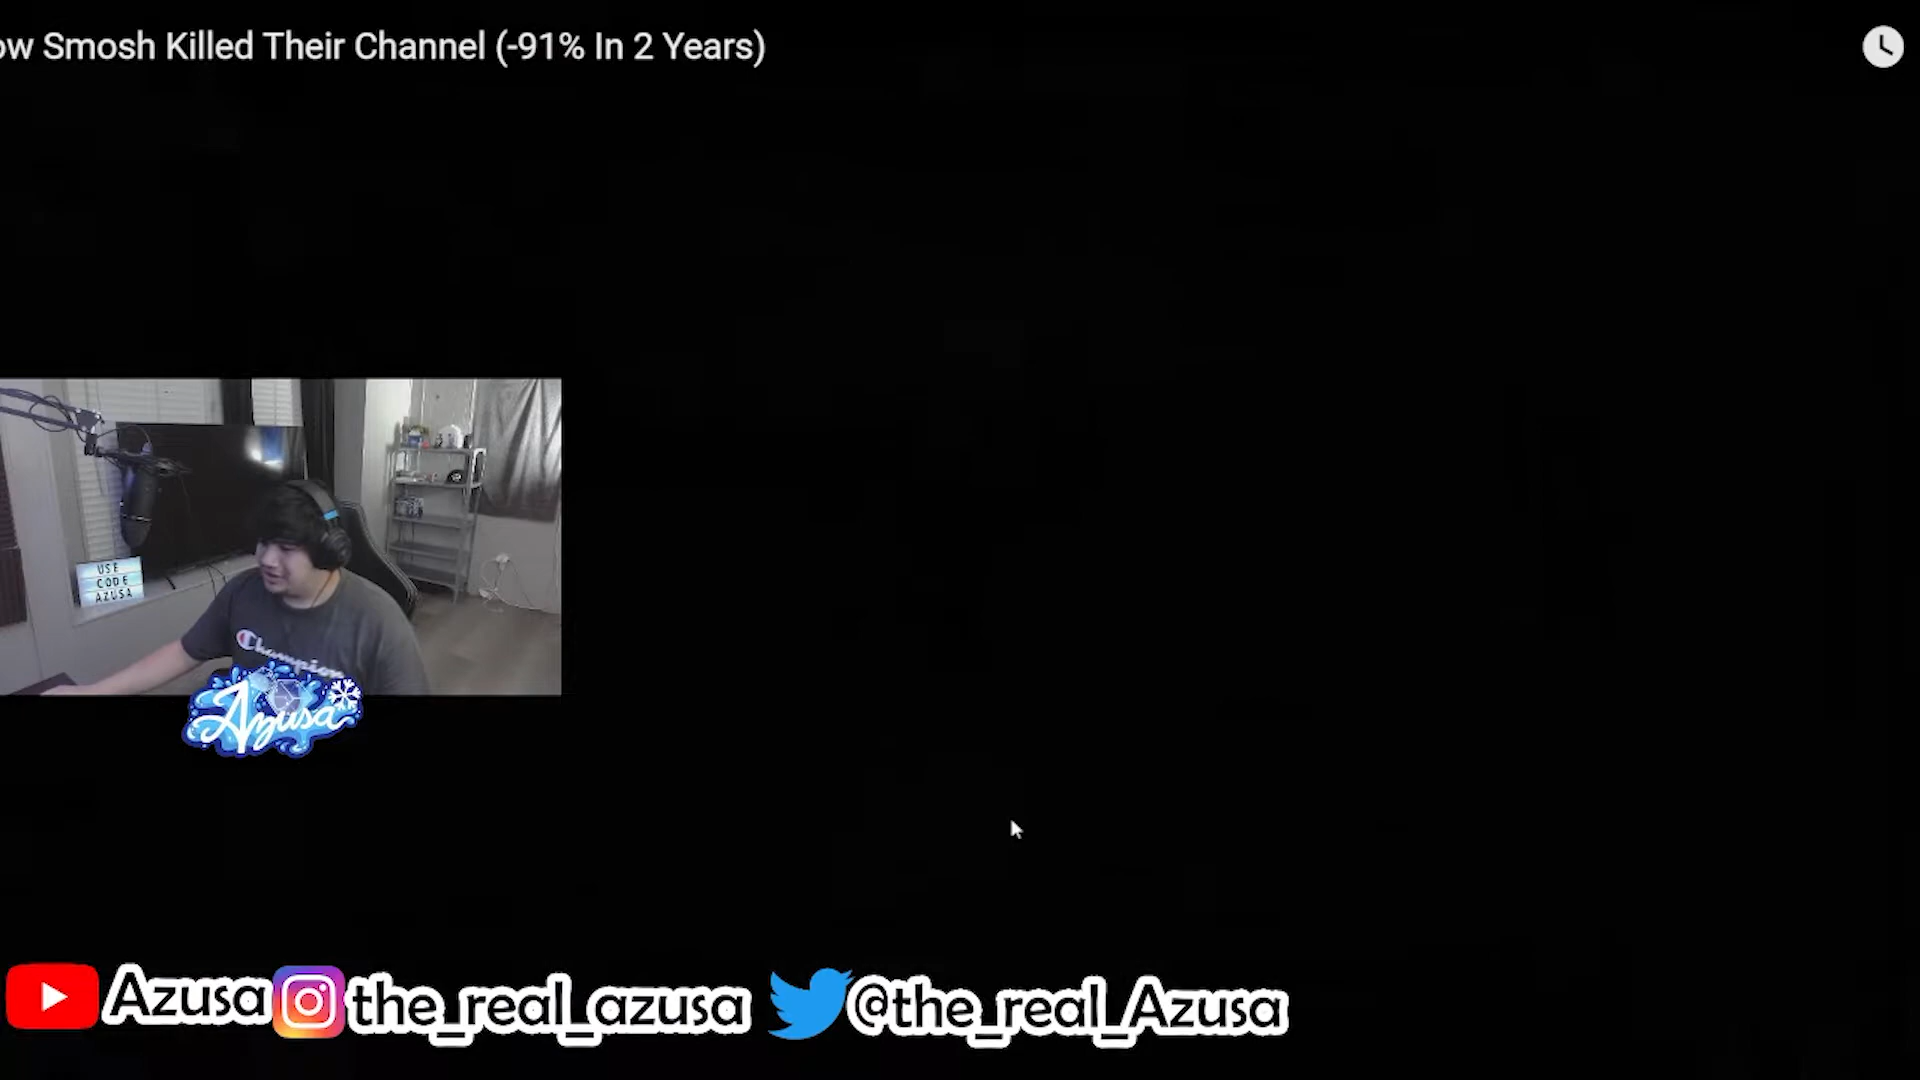 ow Smosh Killed Their Channel (-91% In 2 Years)
USE
CODE
AZUSA
Champion
Azusa
Azusa the_real_azusa @the_real_Azusa